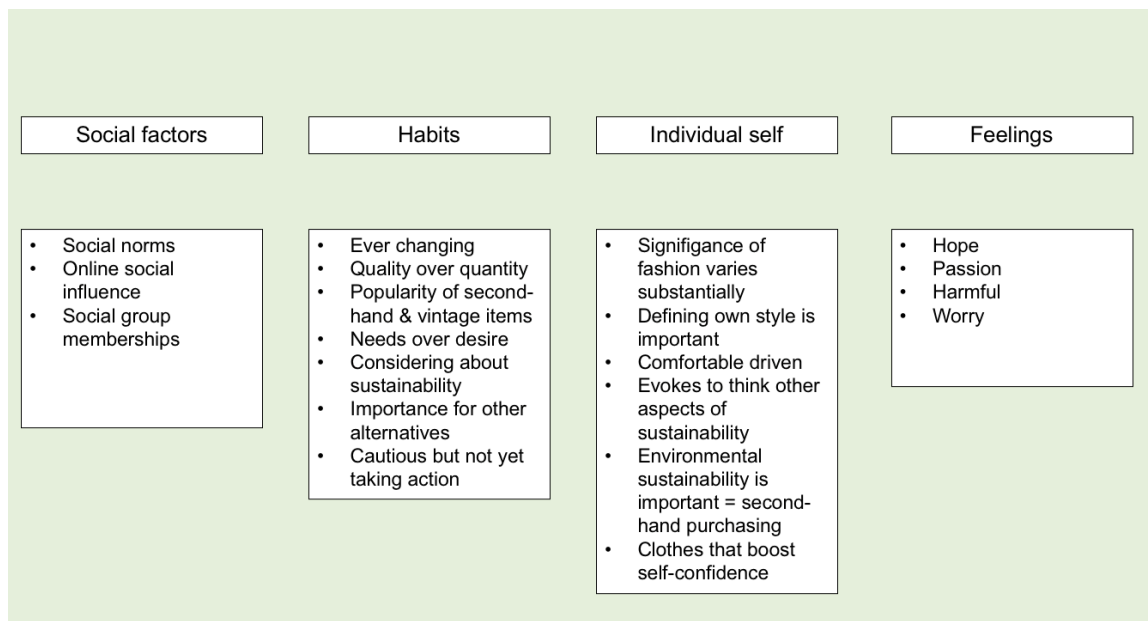 Social factors
Habits
Individual self
Feelings
• Social norms
• Online social
influence
• Social group
memberships
• Ever changing
• Quality over quantity
• Popularity of second-
hand & vintage items
• Needs over desire
• Considering about
sustainability
• Importance for other
alternatives
• Cautious but not yet
taking action
• Signifigance of
fashion varies
substantially
• Defining own style is
important
• Comfortable driven
• Evokes to think other
aspects of
sustainability
• Environmental
sustainability is
important = second-
hand purchasing
• Clothes that boost
self-confidence
• Hope
• Passion
• Harmful
• Worry